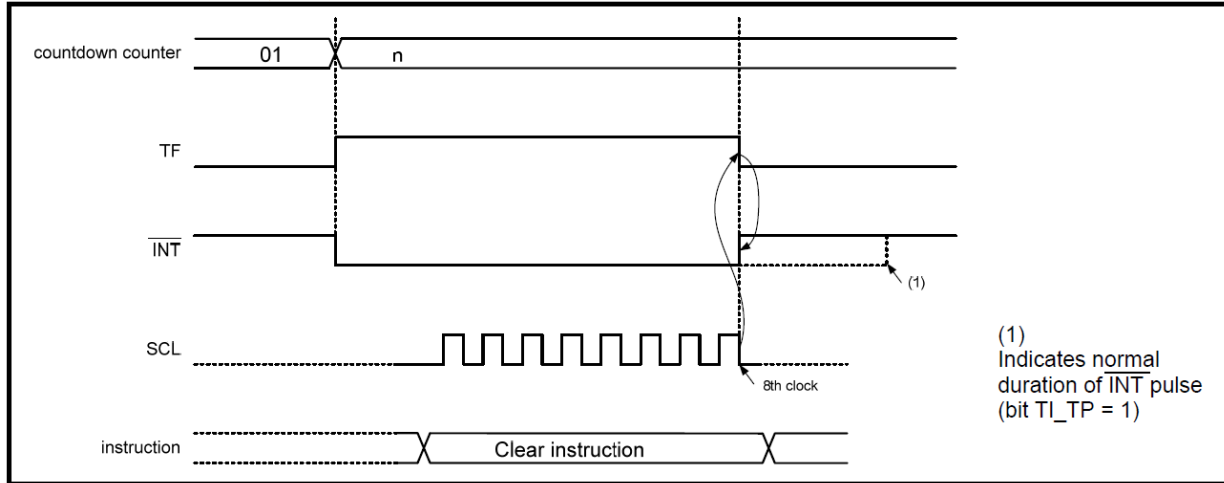 countdown counter
01
n
TF
INT
(1)
SCL
8th clock
(1)
Indicates normal
duration of INT pulse
(bit TI_TP = 1)
instruction
Clear instruction